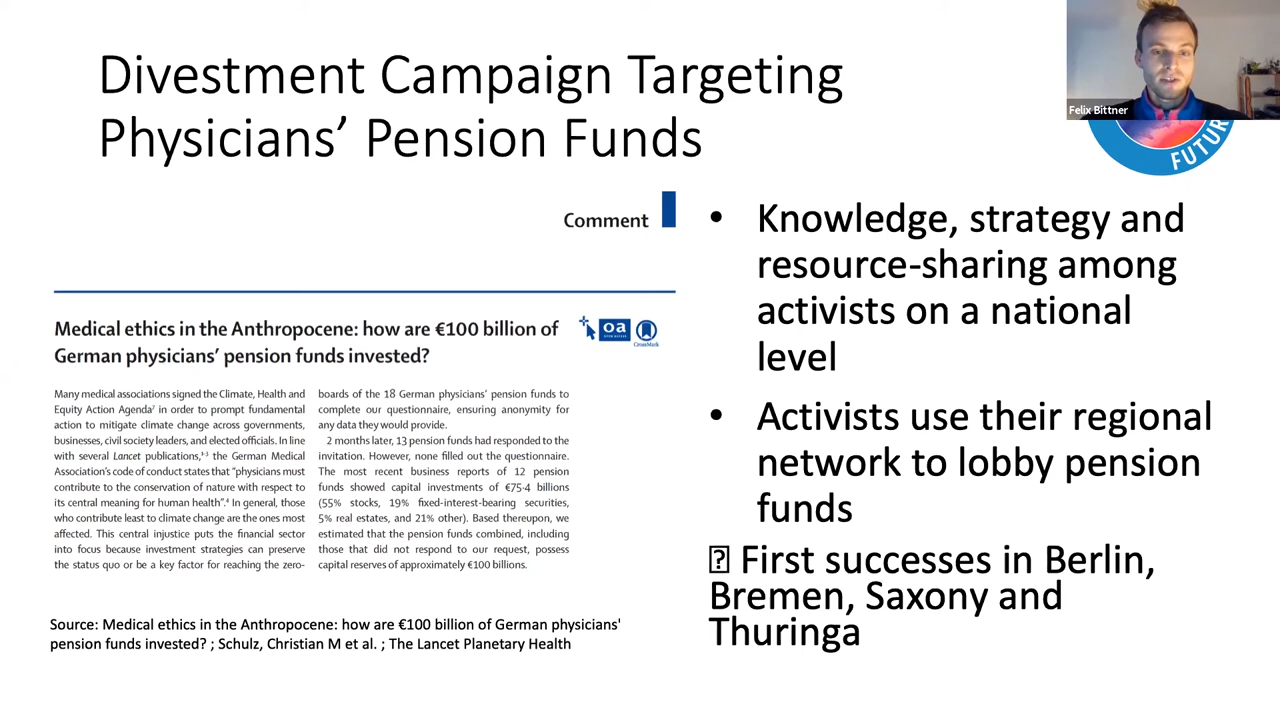 Divestment Campaign Targeting
Physicians’ Pension Funds
Felix Bittner
FUTUR
Comment
Medical ethics in the Anthropocene: how are €100 billion of
German physicians’ pension funds invested?
oa
OPEN ACCESS
CrossMark
Many medical associations signed the Climate, Health and
Equity Action Agenda⁷ in order to prompt fundamental
action to mitigate climate change across governments,
businesses, civil society leaders, and elected officials. In line
with several Lancet publications,¹⁻³ the German Medical
Association’s code of conduct states that “physicians must
contribute to the conservation of nature with respect to
its central meaning for human health”.⁴ In general, those
who contribute least to climate change are the ones most
affected. This central injustice puts the financial sector
into focus because investment strategies can preserve
the status quo or be a key factor for reaching the zero-
boards of the 18 German physicians’ pension funds to
complete our questionnaire, ensuring anonymity for
any data they would provide.
2 months later, 13 pension funds had responded to the
invitation. However, none filled out the questionnaire.
The most recent business reports of 12 pension
funds showed capital investments of €75·4 billions
(55% stocks, 19% fixed-interest-bearing securities,
5% real estates, and 21% other). Based thereupon, we
estimated that the pension funds combined, including
those that did not respond to our request, possess
capital reserves of approximately €100 billions.
Source: Medical ethics in the Anthropocene: how are €100 billion of German physicians'
pension funds invested? ; Schulz, Christian M et al. ; The Lancet Planetary Health
• Knowledge, strategy and
resource-sharing among
activists on a national
level
• Activists use their regional
network to lobby pension
funds
⍰ First successes in Berlin,
Bremen, Saxony and
Thuringa